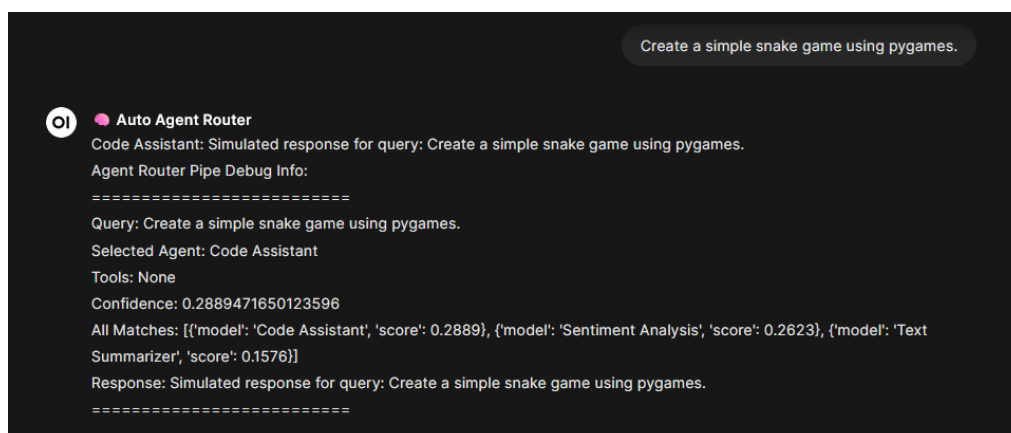 Create a simple snake game using pygames.
OI
Auto Agent Router
Code Assistant: Simulated response for query: Create a simple snake game using pygames.
Agent Router Pipe Debug Info:
==========================
Query: Create a simple snake game using pygames.
Selected Agent: Code Assistant
Tools: None
Confidence: 0.2889471650123596
All Matches: [{'model': 'Code Assistant', 'score': 0.2889}, {'model': 'Sentiment Analysis', 'score': 0.2623}, {'model': 'Text
Summarizer', 'score': 0.1576}]
Response: Simulated response for query: Create a simple snake game using pygames.
==========================